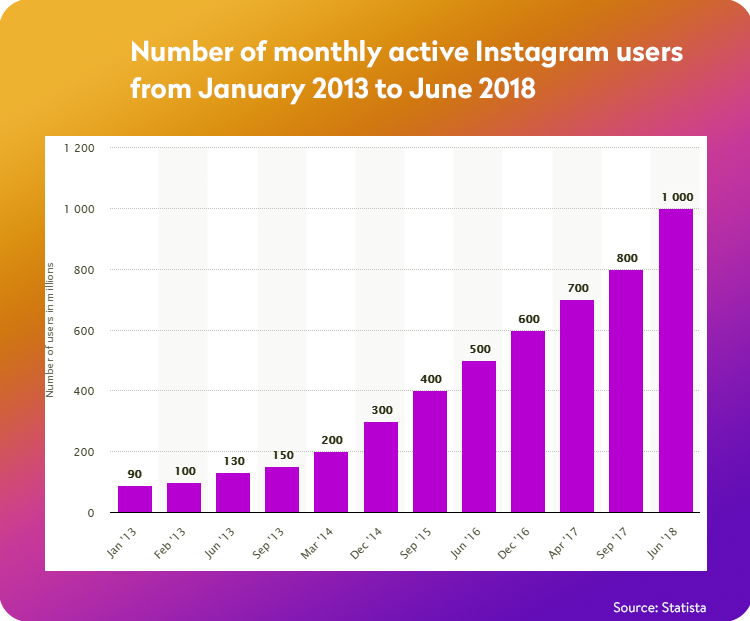 Number of monthly active Instagram users
from January 2013 to June 2018
Number of users in millions
1 200
1 000
800
600
400
200
0
90
100
130
150
200
300
400
500
600
700
800
1 000
Jan '13
Feb '13
Jun '13
Sep '13
Mar '14
Dec '14
Sep '15
Jun '16
Dec '16
Apr '17
Sep '17
Jun '18
Source: Statista